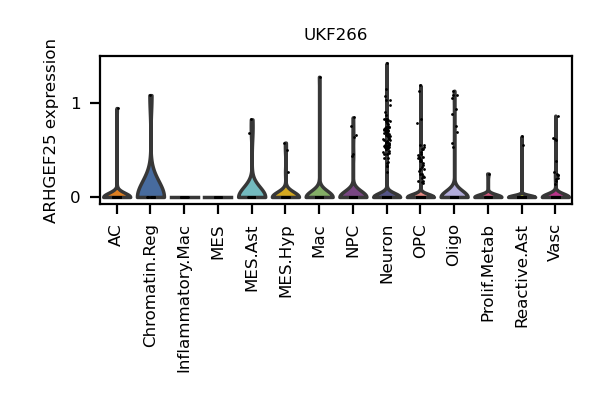 UKF266
ARHGEF25 expression
1
0
AC
Chromatin.Reg
Inflammatory.Mac
MES
MES.Ast
MES.Hyp
Mac
NPC
Neuron
OPC
Oligo
Prolif.Metab
Reactive.Ast
Vasc